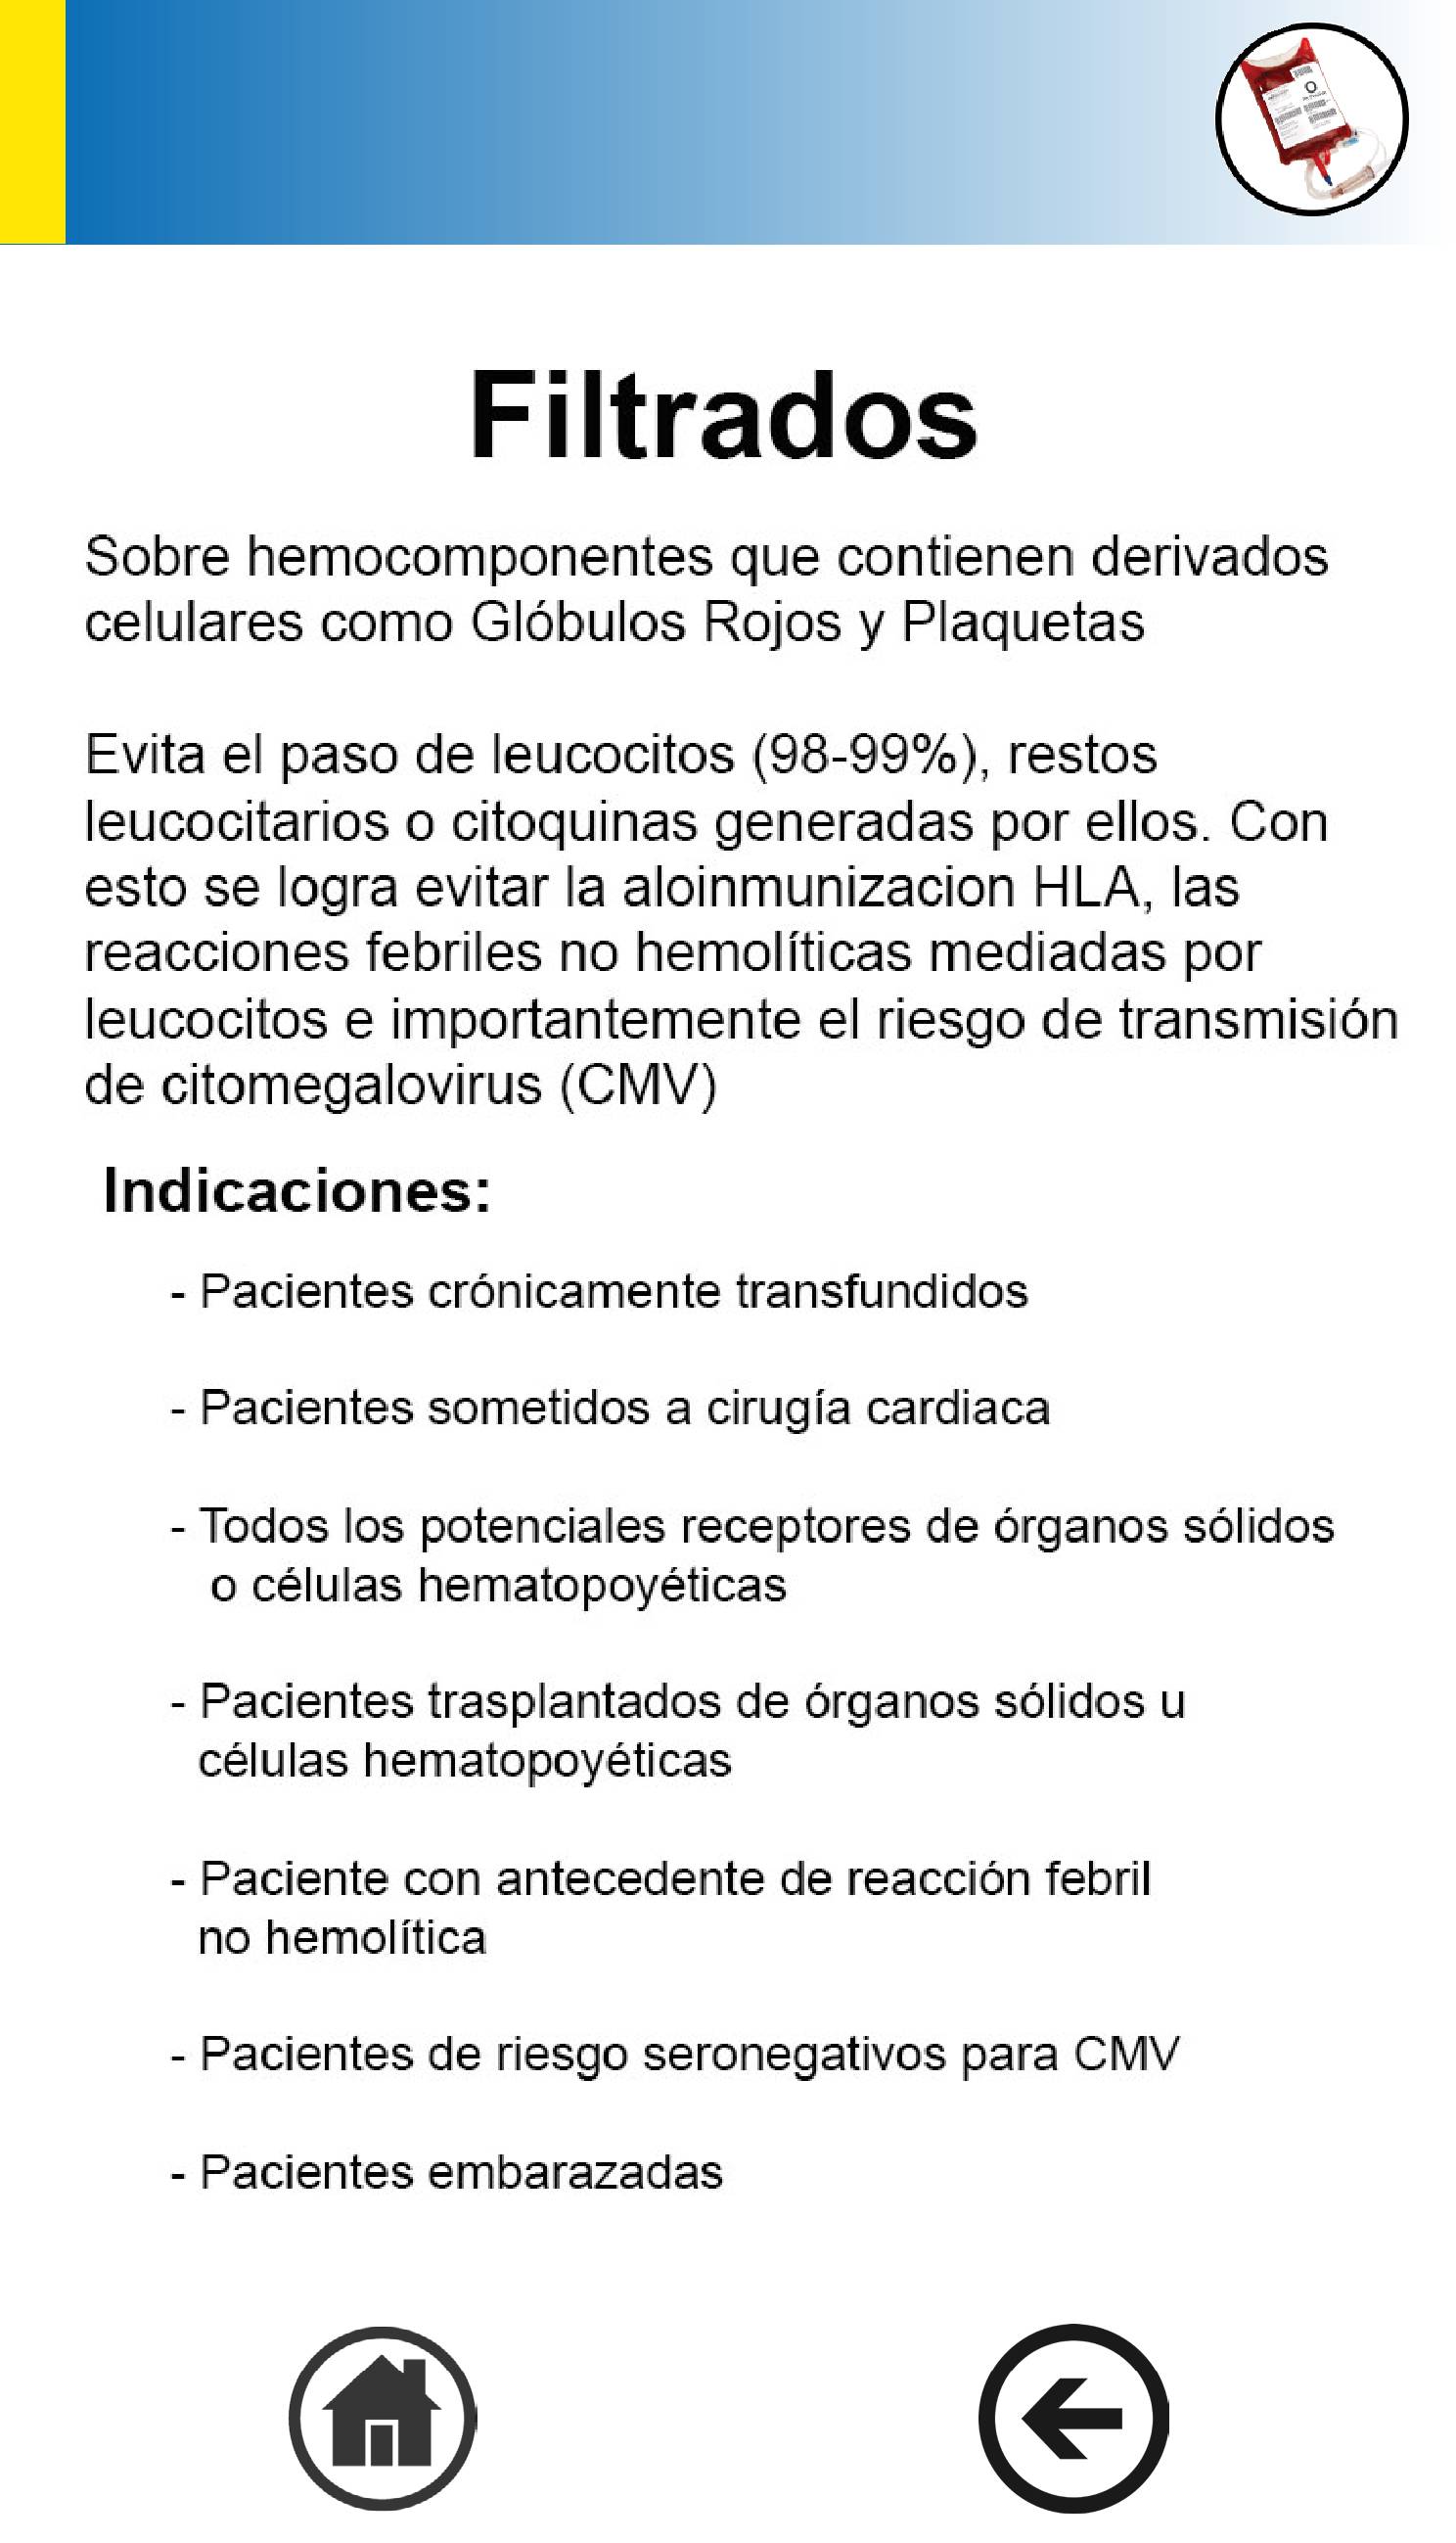 Filtrados
Sobre hemocomponentes que contienen derivados
celulares como Glóbulos Rojos y Plaquetas
Evita el paso de leucocitos (98-99%), restos
leucocitarios o citoquinas generadas por ellos. Con
esto se logra evitar la aloinmunizacion HLA, las
reacciones febriles no hemolíticas mediadas por
leucocitos e importantemente el riesgo de transmisión
de citomegalovirus (CMV)
Indicaciones:
- Pacientes crónicamente transfundidos
- Pacientes sometidos a cirugía cardiaca
- Todos los potenciales receptores de órganos sólidos
o células hematopoyéticas
- Pacientes trasplantados de órganos sólidos u
células hematopoyéticas
- Paciente con antecedente de reacción febril
no hemolítica
- Pacientes de riesgo seronegativos para CMV
- Pacientes embarazadas